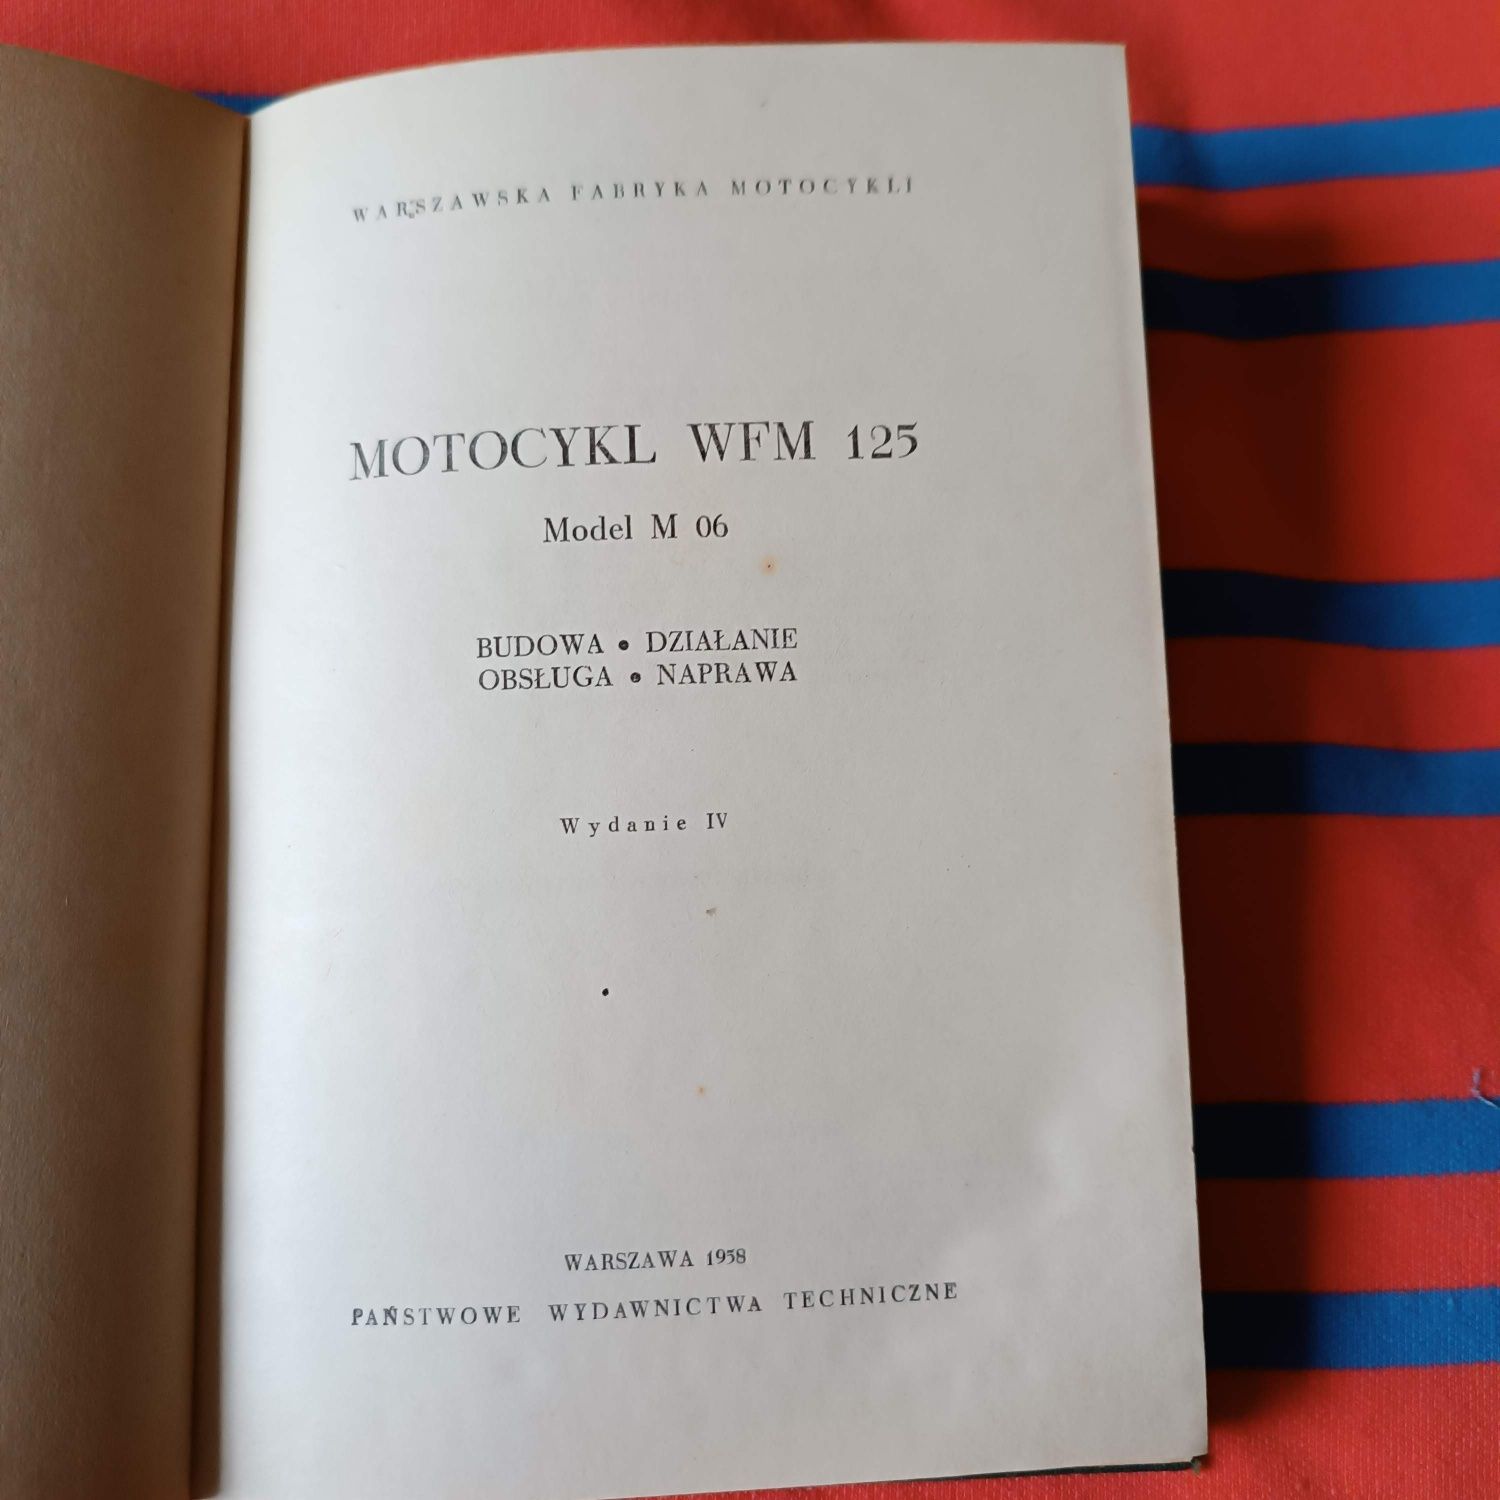 WARSZAWSKA FABRYKA MOTOCYKLI
MOTOCYKL WFM 125
Model M 06
BUDOWA • DZIAŁANIE
OBSŁUGA • NAPRAWA
Wydanie IV
WARSZAWA 1958
PAŃSTWOWE WYDAWNICTWA TECHNICZNE